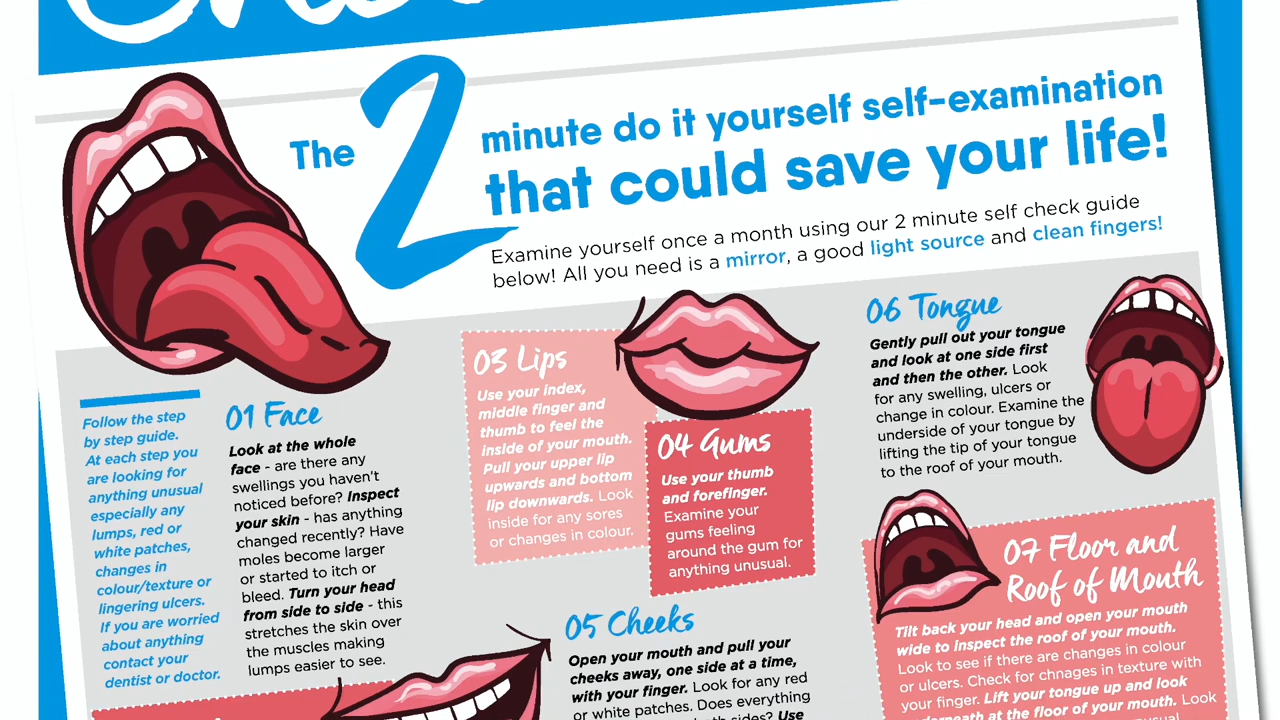 The 2 minute do it yourself self-examination
that could save your life!
Examine yourself once a month using our 2 minute self check guide
below! All you need is a mirror, a good light source and clean fingers!
Follow the step
by step guide.
At each step you
are looking for
anything unusual
especially any
lumps, red or
white patches,
changes in
colour/texture or
lingering ulcers.
If you are worried
about anything
contact your
dentist or doctor.
01 Face
Look at the whole
face - are there any
swellings you haven't
noticed before? Inspect
your skin - has anything
changed recently? Have
moles become larger
or started to itch or
bleed. Turn your head
from side to side - this
stretches the skin over
the muscles making
lumps easier to see.
03 Lips
Use your index,
middle finger and
thumb to feel the
inside of your mouth.
Pull your upper lip
upwards and bottom
lip downwards. Look
inside for any sores
or changes in colour.
04 Gums
Use your thumb
and forefinger.
Examine your
gums feeling
around the gum for
anything unusual.
05 Cheeks
Open your mouth and pull your
cheeks away, one side at a time,
with your finger. Look for any red
or white patches. Does everything
both sides? Use
06 Tongue
Gently pull out your tongue
and look at one side first
and then the other. Look
for any swelling, ulcers or
change in colour. Examine the
underside of your tongue by
lifting the tip of your tongue
to the roof of your mouth.
07 Floor and
Roof of Mouth
Tilt back your head and open your mouth
wide to inspect the roof of your mouth.
Look to see if there are changes in colour
or ulcers. Check for chnages in texture with
your finger. Lift your tongue up and look
underneath at the floor of your mouth. Look